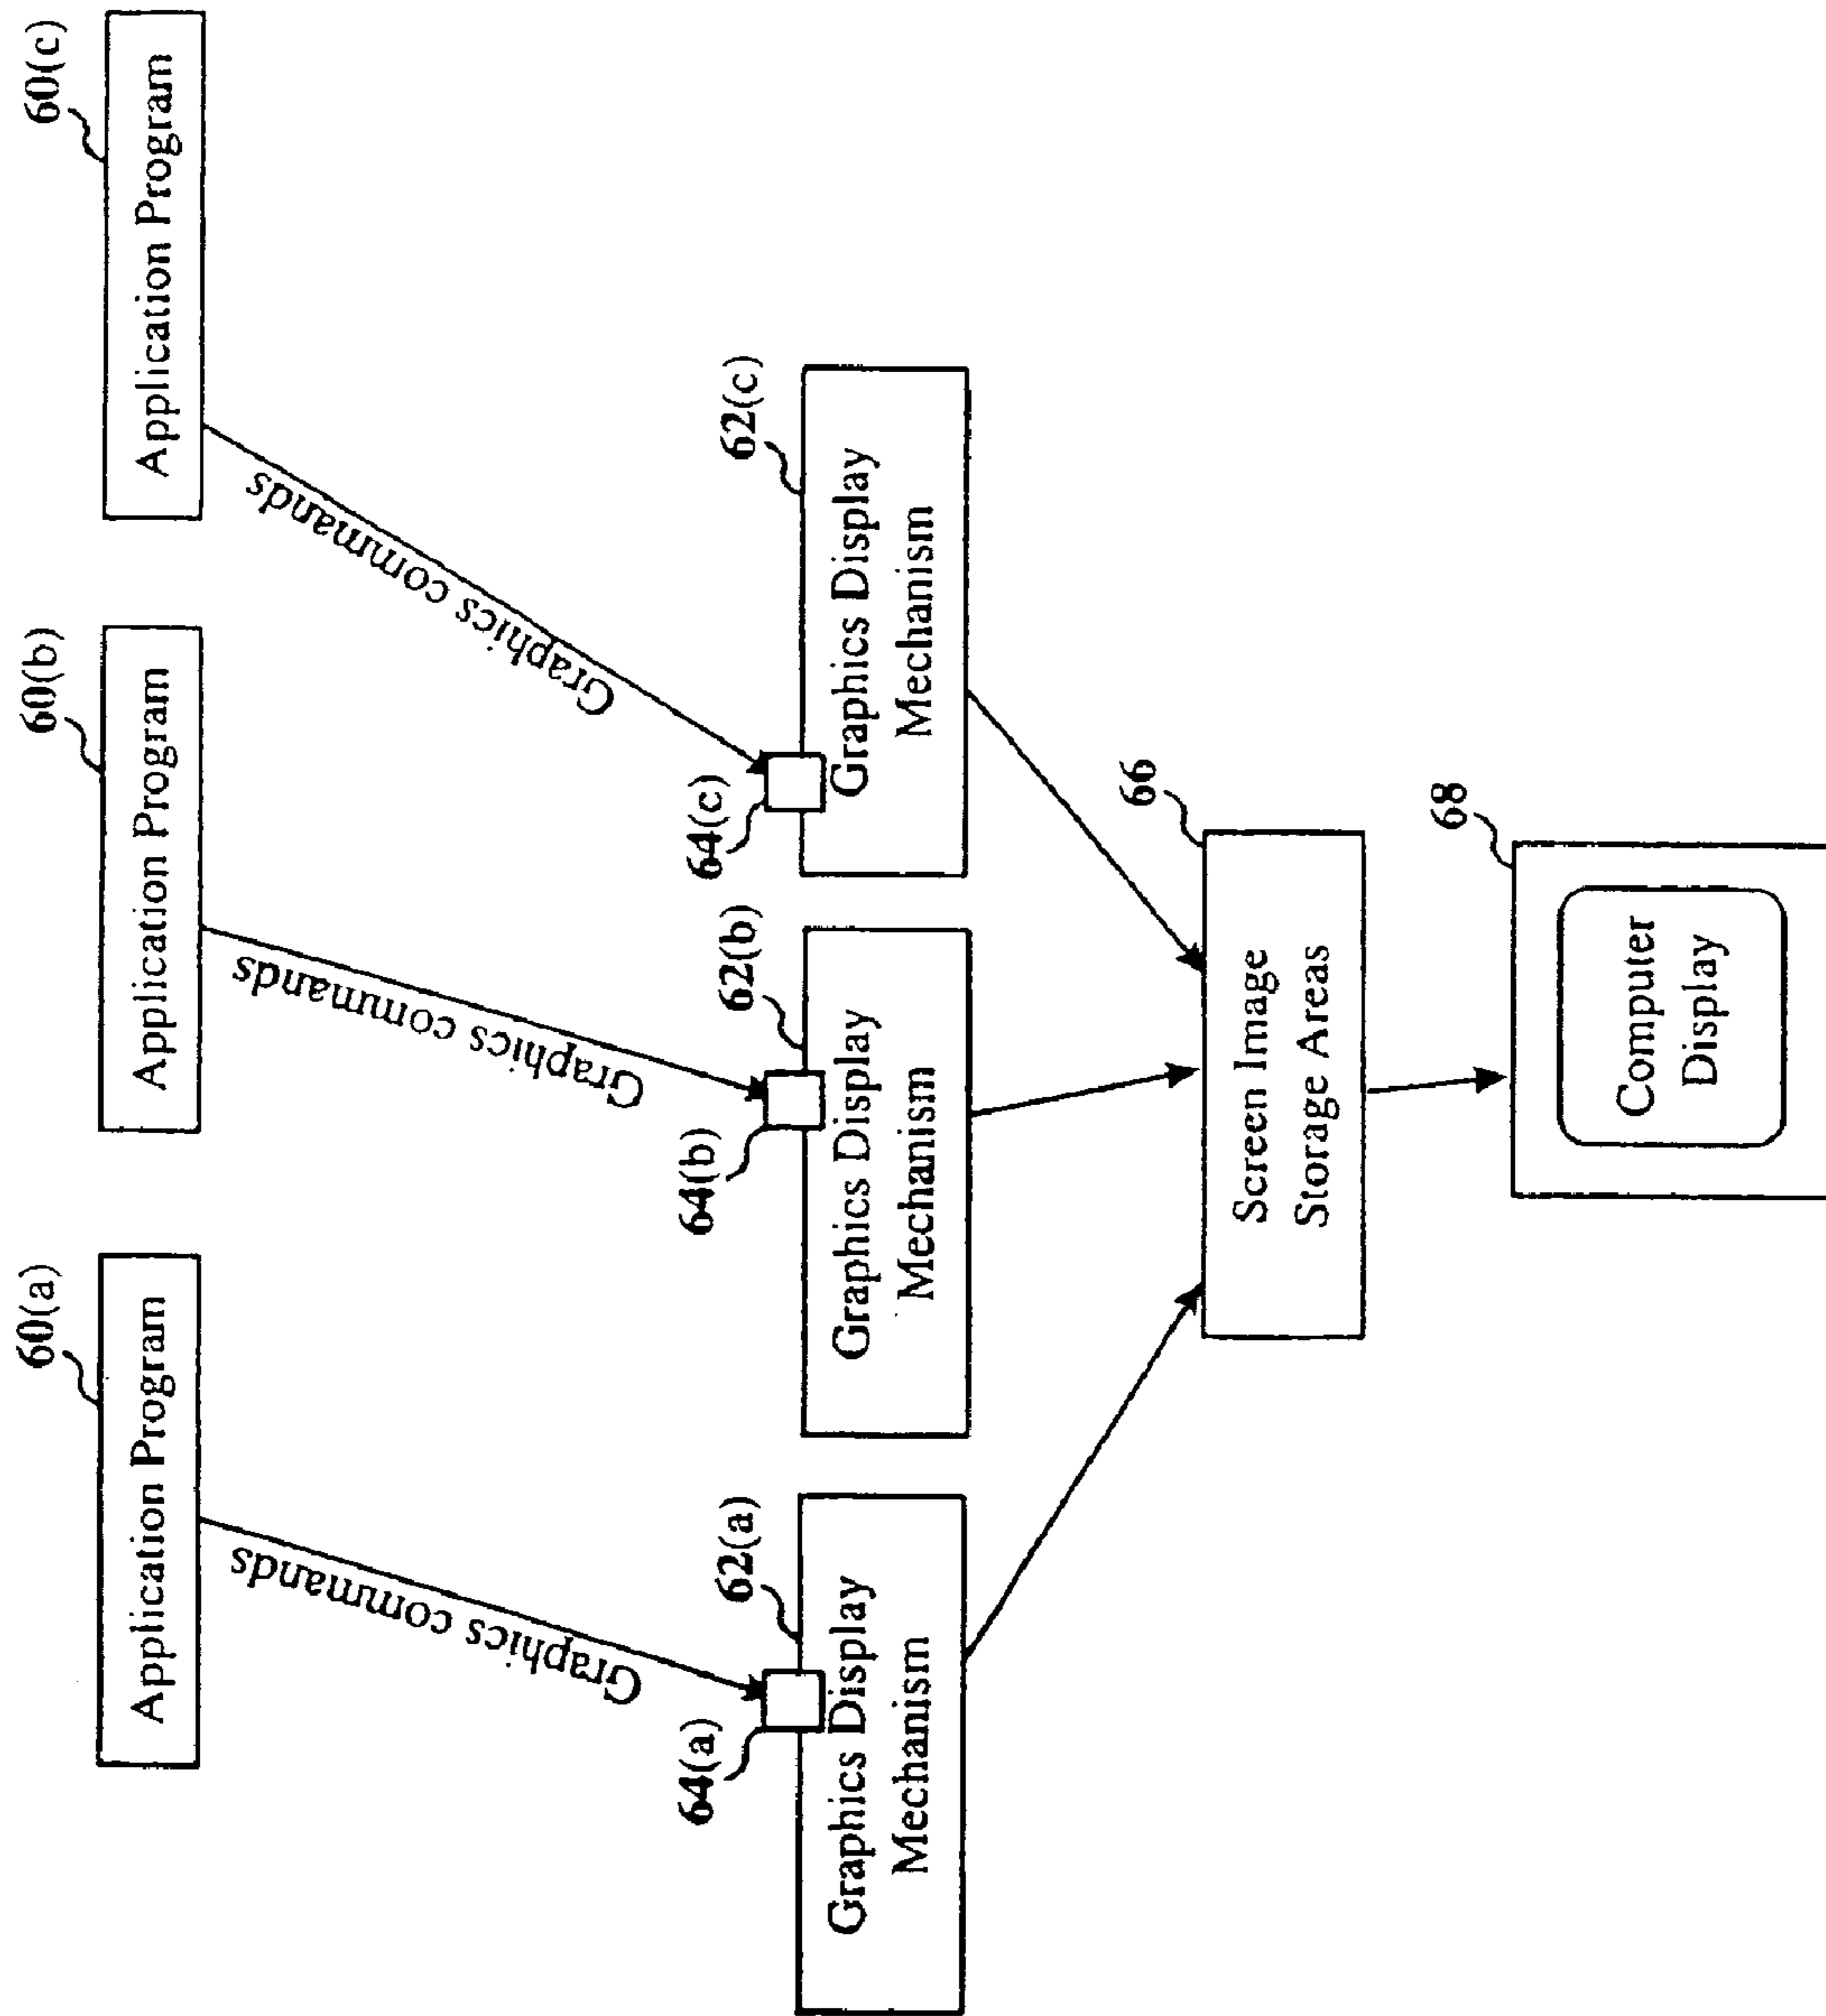 60(a)
Application Program
60(b)
Application Program
60(c)
Application Program
Graphics commands
Graphics commands
Graphics commands
64(a)
62(a)
Graphics Display
Mechanism
64(b)
62(b)
Graphics Display
Mechanism
64(c)
62(c)
Graphics Display
Mechanism
66
Screen Image
Storage Areas
68
Computer
Display